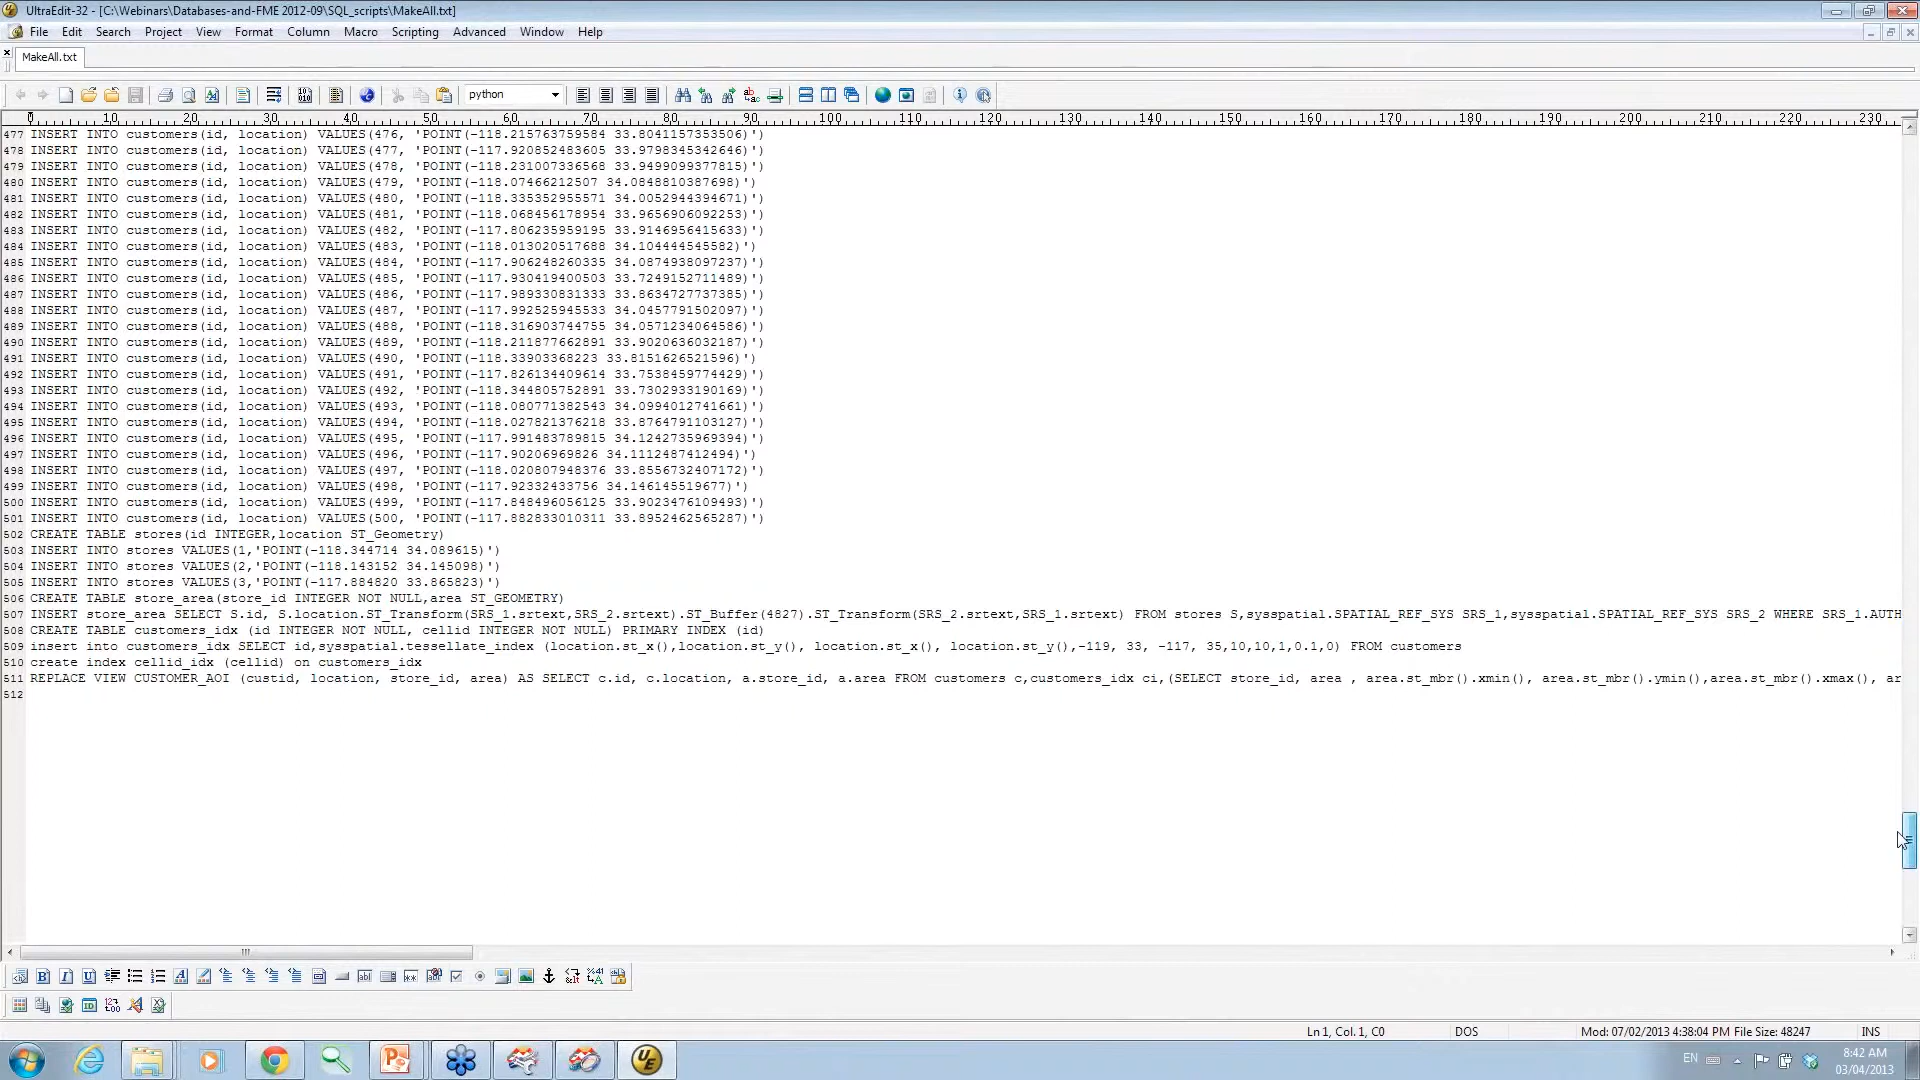 UltraEdit-32 - [C:\Webinars\Databases-and-FME 2012-09\SQL_scripts\MakeAll.txt]
File Edit Search Project View Format Column Macro Scripting Advanced Window Help
MakeAll.txt
python
0 10 20 30 40 50 60 70 80 90 100 110 120 130 140 150 160 170 180 190 200 210 220 230
477 INSERT INTO customers(id, location) VALUES(476, 'POINT(-118.215763759584 33.8041157353506)')
478 INSERT INTO customers(id, location) VALUES(477, 'POINT(-117.920852483605 33.9798345342646)')
479 INSERT INTO customers(id, location) VALUES(478, 'POINT(-118.231007336568 33.9499099377815)')
480 INSERT INTO customers(id, location) VALUES(479, 'POINT(-118.07466212507 34.0848810387698)')
481 INSERT INTO customers(id, location) VALUES(480, 'POINT(-118.335352955571 34.0052944394671)')
482 INSERT INTO customers(id, location) VALUES(481, 'POINT(-118.068456178954 33.9656906092253)')
483 INSERT INTO customers(id, location) VALUES(482, 'POINT(-117.806235959195 33.9146956415633)')
484 INSERT INTO customers(id, location) VALUES(483, 'POINT(-118.013020517688 34.104444545582)')
485 INSERT INTO customers(id, location) VALUES(484, 'POINT(-117.906248260335 34.0874938097237)')
486 INSERT INTO customers(id, location) VALUES(485, 'POINT(-117.930419400503 33.7249152711489)')
487 INSERT INTO customers(id, location) VALUES(486, 'POINT(-117.989330831333 33.8634727737385)')
488 INSERT INTO customers(id, location) VALUES(487, 'POINT(-117.992525945533 34.0457791502097)')
489 INSERT INTO customers(id, location) VALUES(488, 'POINT(-118.316903744755 34.0571234064586)')
490 INSERT INTO customers(id, location) VALUES(489, 'POINT(-118.211877662891 33.9020636032187)')
491 INSERT INTO customers(id, location) VALUES(490, 'POINT(-118.33903368223 33.8151626521596)')
492 INSERT INTO customers(id, location) VALUES(491, 'POINT(-117.826134409614 33.7538459774429)')
493 INSERT INTO customers(id, location) VALUES(492, 'POINT(-118.344805752891 33.7302933190169)')
494 INSERT INTO customers(id, location) VALUES(493, 'POINT(-118.080771382543 34.0994012741661)')
495 INSERT INTO customers(id, location) VALUES(494, 'POINT(-118.027821376218 33.8764791103127)')
496 INSERT INTO customers(id, location) VALUES(495, 'POINT(-117.991483789815 34.1242735969394)')
497 INSERT INTO customers(id, location) VALUES(496, 'POINT(-117.90206969826 34.1112487412494)')
498 INSERT INTO customers(id, location) VALUES(497, 'POINT(-118.020807948376 33.8556732407172)')
499 INSERT INTO customers(id, location) VALUES(498, 'POINT(-117.92332433756 34.146145519677)')
500 INSERT INTO customers(id, location) VALUES(499, 'POINT(-117.848496056125 33.9023476109493)')
501 INSERT INTO customers(id, location) VALUES(500, 'POINT(-117.882833010311 33.8952462565287)')
502 CREATE TABLE stores(id INTEGER,location ST_Geometry)
503 INSERT INTO stores VALUES(1,'POINT(-118.344714 34.089615)')
504 INSERT INTO stores VALUES(2,'POINT(-118.143152 34.145098)')
505 INSERT INTO stores VALUES(3,'POINT(-117.884820 33.865823)')
506 CREATE TABLE store_area(store_id INTEGER NOT NULL,area ST_GEOMETRY)
507 INSERT store_area SELECT S.id, S.location.ST_Transform(SRS_1.srtext,SRS_2.srtext).ST_Buffer(4827).ST_Transform(SRS_2.srtext,SRS_1.srtext) FROM stores S,sysspatial.SPATIAL_REF_SYS SRS_1,sysspatial.SPATIAL_REF_SYS SRS_2 WHERE SRS_1.AUTH
508 CREATE TABLE customers_idx (id INTEGER NOT NULL, cellid INTEGER NOT NULL) PRIMARY INDEX (id)
509 insert into customers_idx SELECT id,sysspatial.tessellate_index (location.st_x(),location.st_y(), location.st_x(), location.st_y(),-119, 33, -117, 35,10,10,1,0.1,0) FROM customers
510 create index cellid_idx (cellid) on customers_idx
511 REPLACE VIEW CUSTOMER_AOI (custid, location, store_id, area) AS SELECT c.id, c.location, a.store_id, a.area FROM customers c,customers_idx ci,(SELECT store_id, area , area.st_mbr().xmin(), area.st_mbr().ymin(),area.st_mbr().xmax(), ar
512
Ln 1, Col. 1, C0 DOS Mod: 07/02/2013 4:38:04 PM File Size: 48247 INS
EN 8:42 AM
03/04/2013